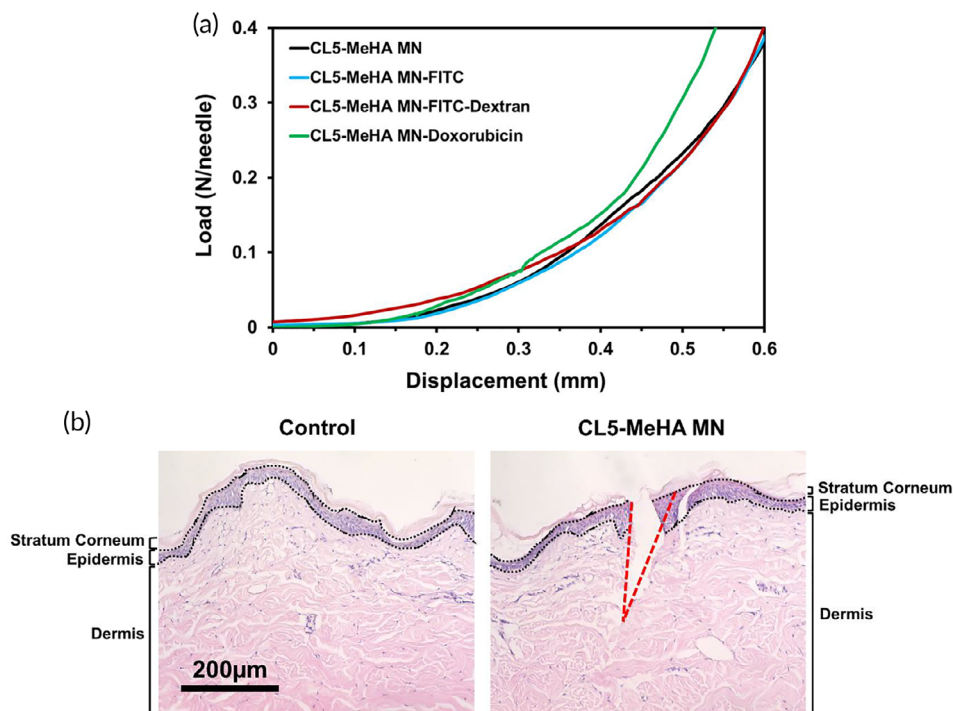 (a)
0.4
0.3
0.2
0.1
0
Load (N/needle)
CL5-MeHA MN
CL5-MeHA MN-FITC
CL5-MeHA MN-FITC-Dextran
CL5-MeHA MN-Doxorubicin
0 0.1 0.2 0.3 0.4 0.5 0.6
Displacement (mm)
(b)
Control
CL5-MeHA MN
Stratum Corneum
Epidermis
Dermis
200μm
Stratum Corneum
Epidermis
Dermis